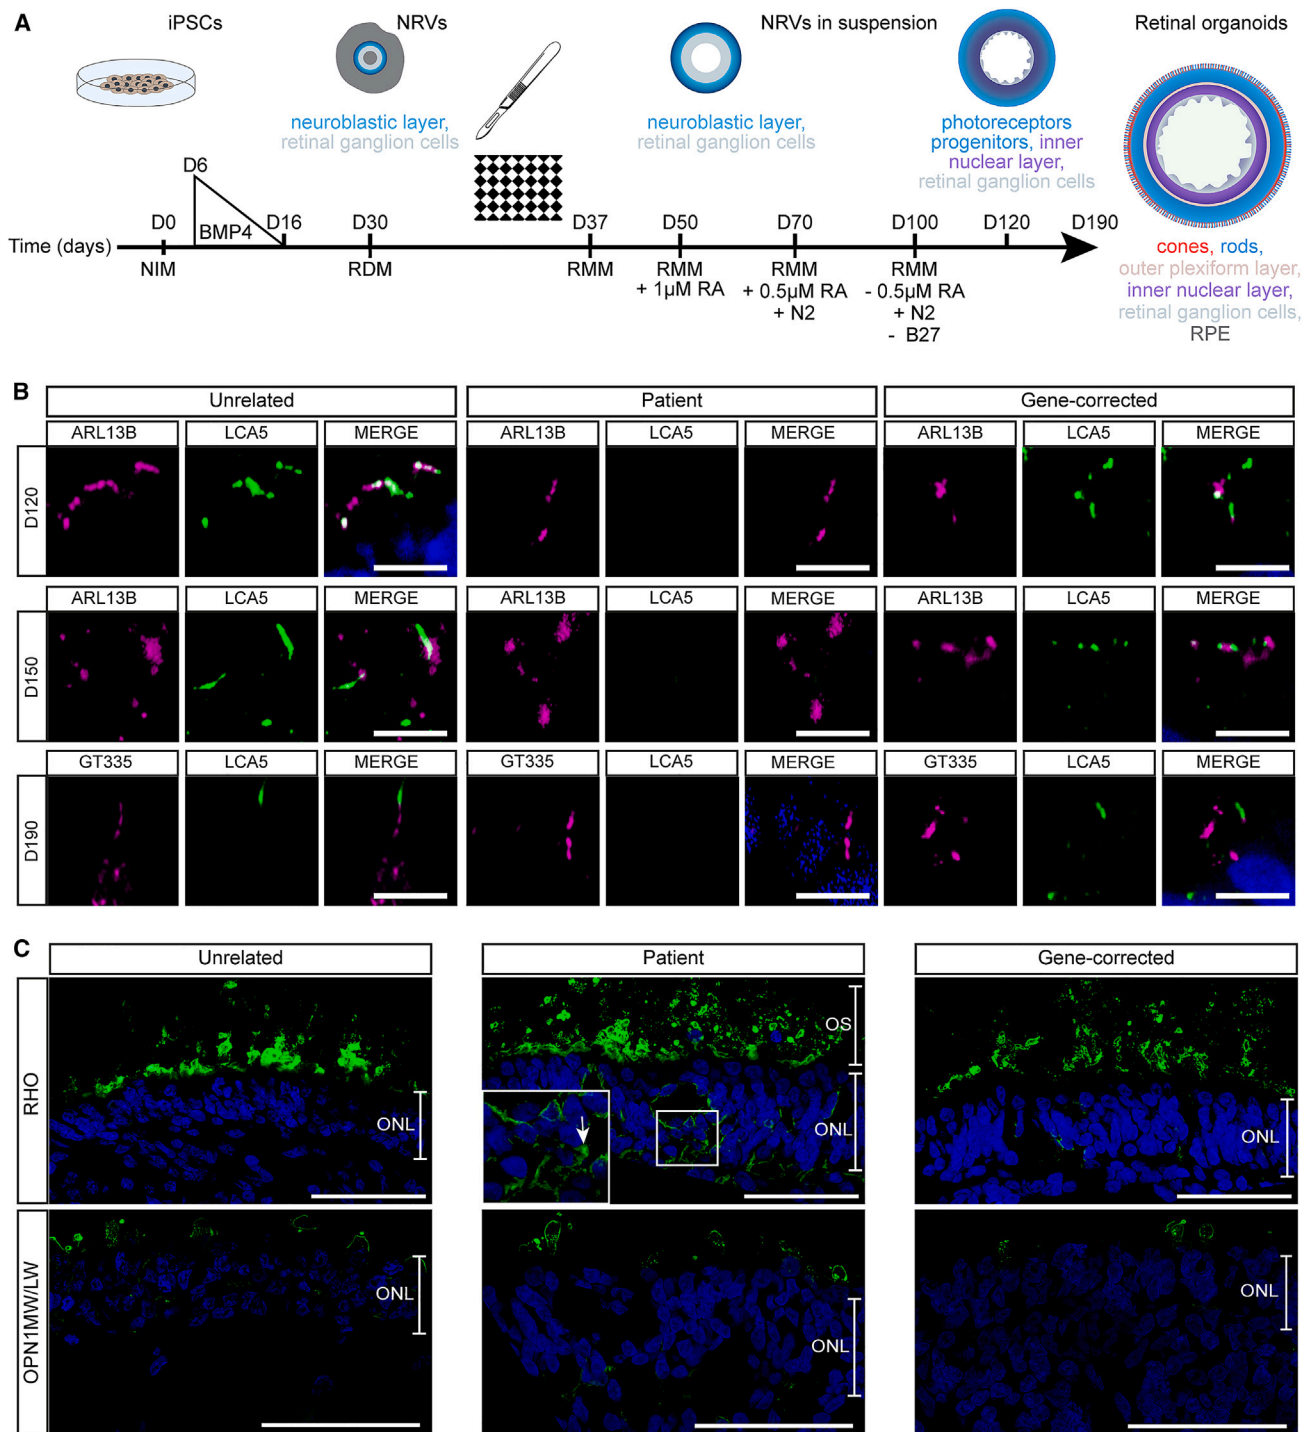 A
iPSCs
NRVs
NRVs in suspension
Retinal organoids
neuroblastic layer,
retinal ganglion cells
neuroblastic layer,
retinal ganglion cells
photoreceptors
progenitors, inner
nuclear layer,
retinal ganglion cells
D6
BMP4
Time (days)
D0
D16
D30
D37
D50
D70
D100
D120
D190
NIM
RDM
RMM
RMM
+ 1µM RA
RMM
+ 0.5µM RA
+ N2
RMM
- 0.5µM RA
+ N2
- B27
cones, rods,
outer plexiform layer,
inner nuclear layer,
retinal ganglion cells,
RPE
B
Unrelated
Patient
Gene-corrected
ARL13B
LCA5
MERGE
ARL13B
LCA5
MERGE
ARL13B
LCA5
MERGE
D120
ARL13B
LCA5
MERGE
ARL13B
LCA5
MERGE
ARL13B
LCA5
MERGE
D150
GT335
LCA5
MERGE
GT335
LCA5
MERGE
GT335
LCA5
MERGE
D190
C
Unrelated
Patient
Gene-corrected
RHO
ONL
OS
ONL
ONL
OPN1MW/LW
ONL
ONL
ONL